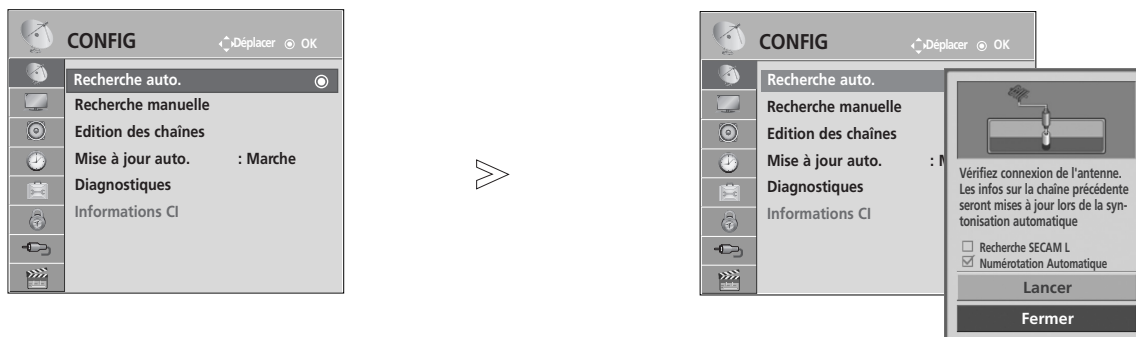 CONFIG Déplacer OK
Recherche auto.
Recherche manuelle
Edition des chaînes
Mise à jour auto. : Marche
Diagnostiques
Informations CI
CONFIG Déplacer OK
Recherche auto.
Recherche manuelle
Edition des chaînes
Mise à jour auto. : M
Diagnostiques
Informations CI
Vérifiez connexion de l'antenne.
Les infos sur la chaîne précédente
seront mises à jour lors de la syn-
tonisation automatique
Recherche SECAM L
Numérotation Automatique
Lancer
Fermer